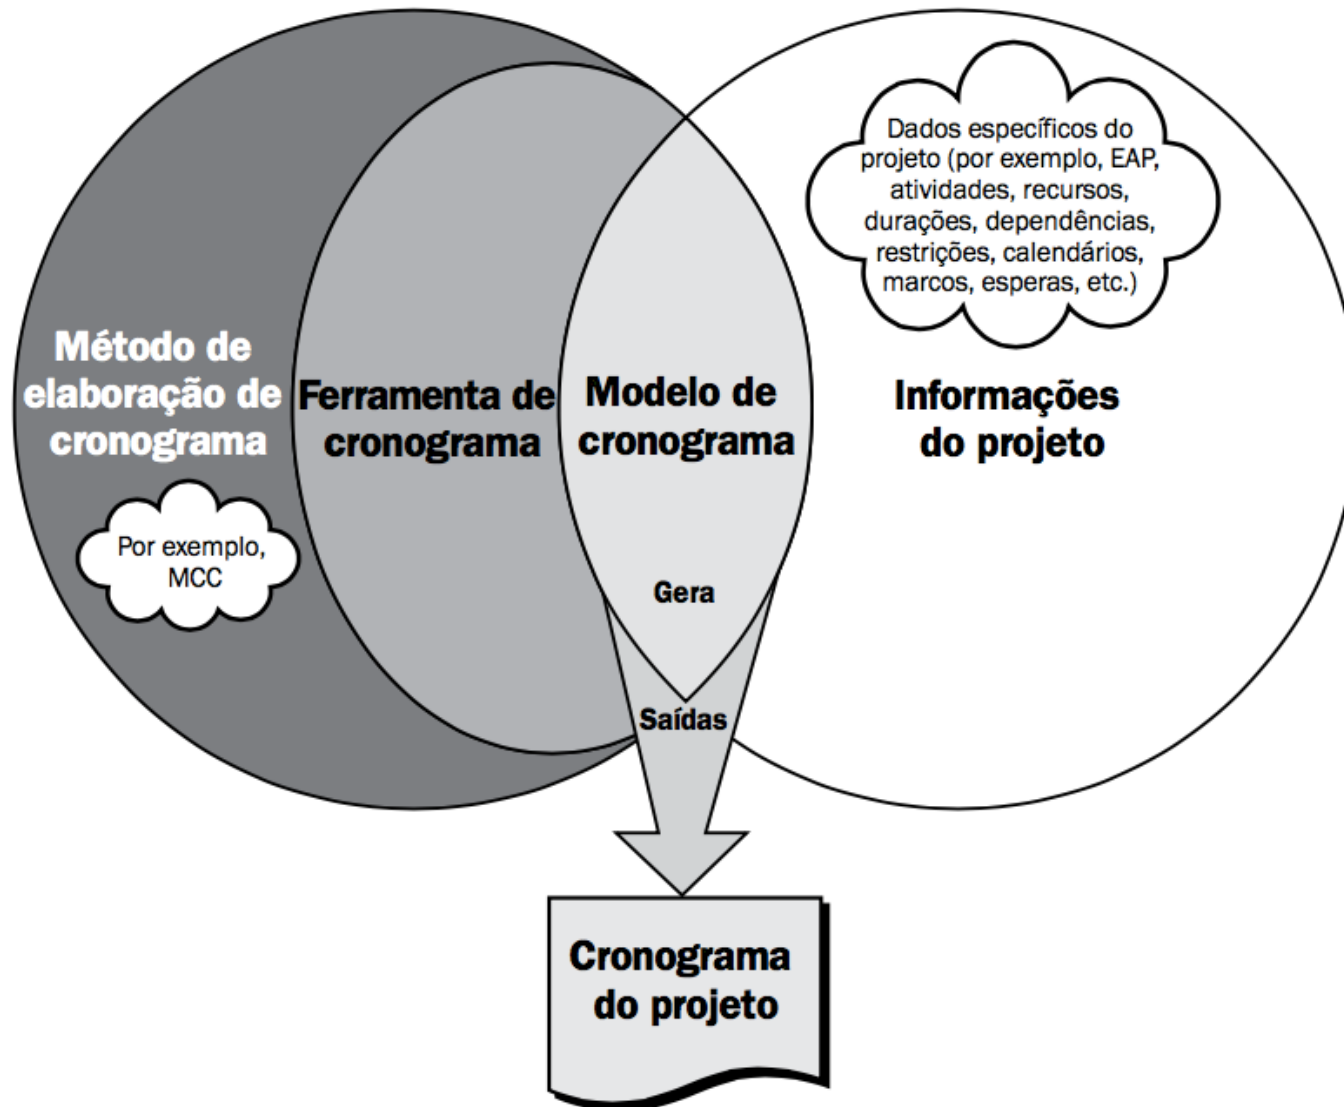 Dados específicos do
projeto (por exemplo, EAP,
atividades, recursos,
durações, dependências,
restrições, calendários,
marcos, esperas, etc.)
Método de
elaboração de
cronograma
Ferramenta de
cronograma
Modelo de
cronograma
Informações
do projeto
Por exemplo,
MCC
Gera
Saídas
Cronograma
do projeto